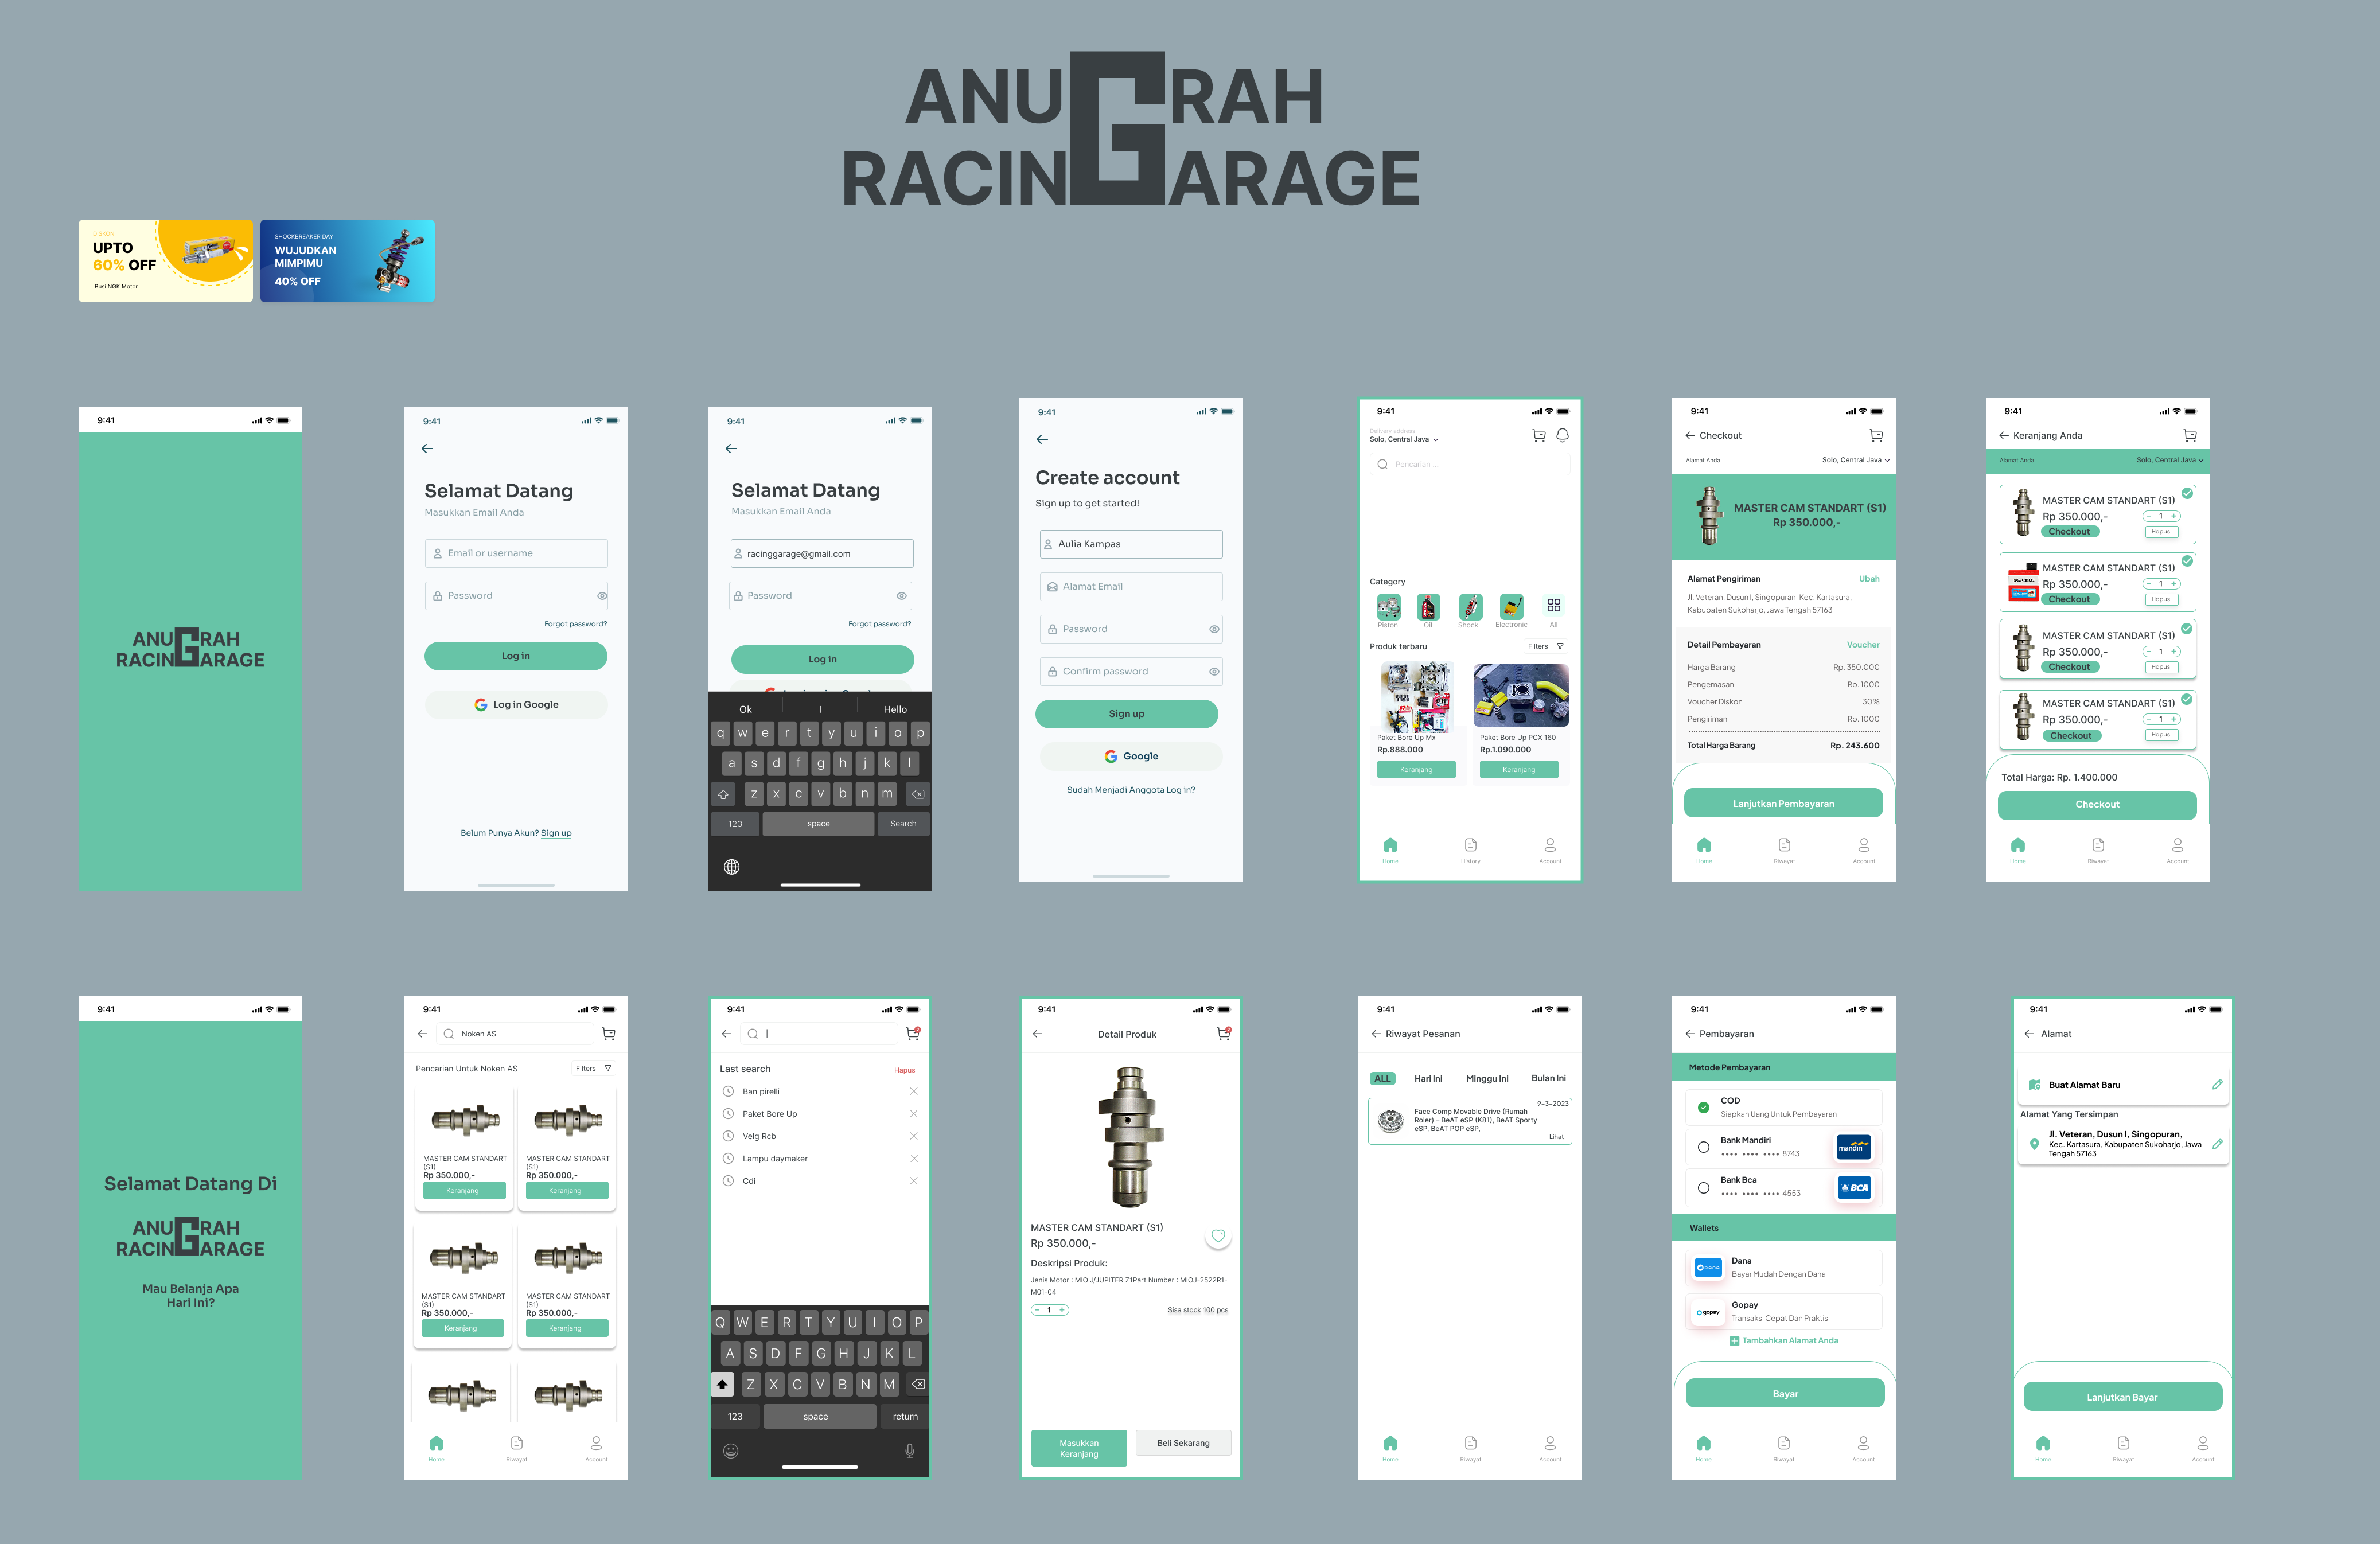 ANUGRAH
RACINGARAGE
DISKON
UPTO
60% OFF
Busi NGK Motor
SHOCKBREAKER DAY
WUJUDKAN
MIMPIMU
40% OFF
9:41
ANUGRAH
RACINGARAGE
9:41
Selamat Datang
Masukkan Email Anda
Email or username
Password
Forgot password?
Log in
Log in Google
Belum Punya Akun? Sign up
9:41
Selamat Datang
Masukkan Email Anda
racinggarage@gmail.com
Password
Forgot password?
Log in
Ok I Hello
q w e r t y u i o p
a s d f g h j k l
z x c v b n m
123 space Search
9:41
Create account
Sign up to get started!
Aulia Kampas
Alamat Email
Password
Confirm password
Sign up
Google
Sudah Menjadi Anggota Log in?
9:41
Delivery address
Solo, Central Java
Pencarian ...
Category
Piston Oil Shock Electronic All
Produk terbaru Filters
Paket Bore Up Mx Paket Bore Up PCX 160
Rp.888.000 Rp.1.090.000
Keranjang Keranjang
Home History Account
9:41
Checkout
Alamat Anda Solo, Central Java
MASTER CAM STANDART (S1)
Rp 350.000,-
Alamat Pengiriman Ubah
Jl. Veteran, Dusun I, Singopuran, Kec. Kartasura,
Kabupaten Sukoharjo, Jawa Tengah 57163
Detail Pembayaran Voucher
Harga Barang Rp. 350.000
Pengemasan Rp. 1000
Voucher Diskon 30%
Pengiriman Rp. 1000
Total Harga Barang Rp. 243.600
Lanjutkan Pembayaran
Home Riwayat Account
9:41
Keranjang Anda
Alamat Anda Solo, Central Java
MASTER CAM STANDART (S1)
Rp 350.000,- − 1 +
Checkout Hapus
MASTER CAM STANDART (S1)
Rp 350.000,- − 1 +
Checkout Hapus
MASTER CAM STANDART (S1)
Rp 350.000,- − 1 +
Checkout Hapus
MASTER CAM STANDART (S1)
Rp 350.000,- − 1 +
Checkout Hapus
Total Harga: Rp. 1.400.000
Checkout
Home Riwayat Account
9:41
Selamat Datang Di
ANUGRAH
RACINGARAGE
Mau Belanja Apa
Hari Ini?
9:41
Noken AS
Pencarian Untuk Noken AS Filters
MASTER CAM STANDART MASTER CAM STANDART
(S1) (S1)
Rp 350.000,- Rp 350.000,-
Keranjang Keranjang
MASTER CAM STANDART MASTER CAM STANDART
(S1) (S1)
Rp 350.000,- Rp 350.000,-
Keranjang Keranjang
Home Riwayat Account
9:41
Last search Hapus
Ban pirelli
Paket Bore Up
Velg Rcb
Lampu daymaker
Cdi
Q W E R T Y U I O P
A S D F G H J K L
Z X C V B N M
123 space return
9:41
Detail Produk
MASTER CAM STANDART (S1)
Rp 350.000,-
Deskripsi Produk:
Jenis Motor : MIO J/JUPITER Z1Part Number : MIOJ-2522R1-
M01-04
− 1 + Sisa stock 100 pcs
Masukkan
Keranjang
Beli Sekarang
9:41
Riwayat Pesanan
ALL Hari Ini Minggu Ini Bulan Ini
9-3-2023
Face Comp Movable Drive (Rumah
Roler) – BeAT eSP (K81), BeAT Sporty
eSP, BeAT POP eSP,
Lihat
Home Riwayat Account
9:41
Pembayaran
Metode Pembayaran
COD
Siapkan Uang Untuk Pembayaran
Bank Mandiri
•••• •••• •••• 8743
mandiri
Bank Bca
•••• •••• •••• 4553
BCA
Wallets
Dana
Bayar Mudah Dengan Dana
DANA
Gopay
Transaksi Cepat Dan Praktis
gopay
Tambahkan Alamat Anda
Bayar
Home Riwayat Account
9:41
Alamat
Buat Alamat Baru
Alamat Yang Tersimpan
Jl. Veteran, Dusun I, Singopuran,
Kec. Kartasura, Kabupaten Sukoharjo, Jawa
Tengah 57163
Lanjutkan Bayar
Home Riwayat Account